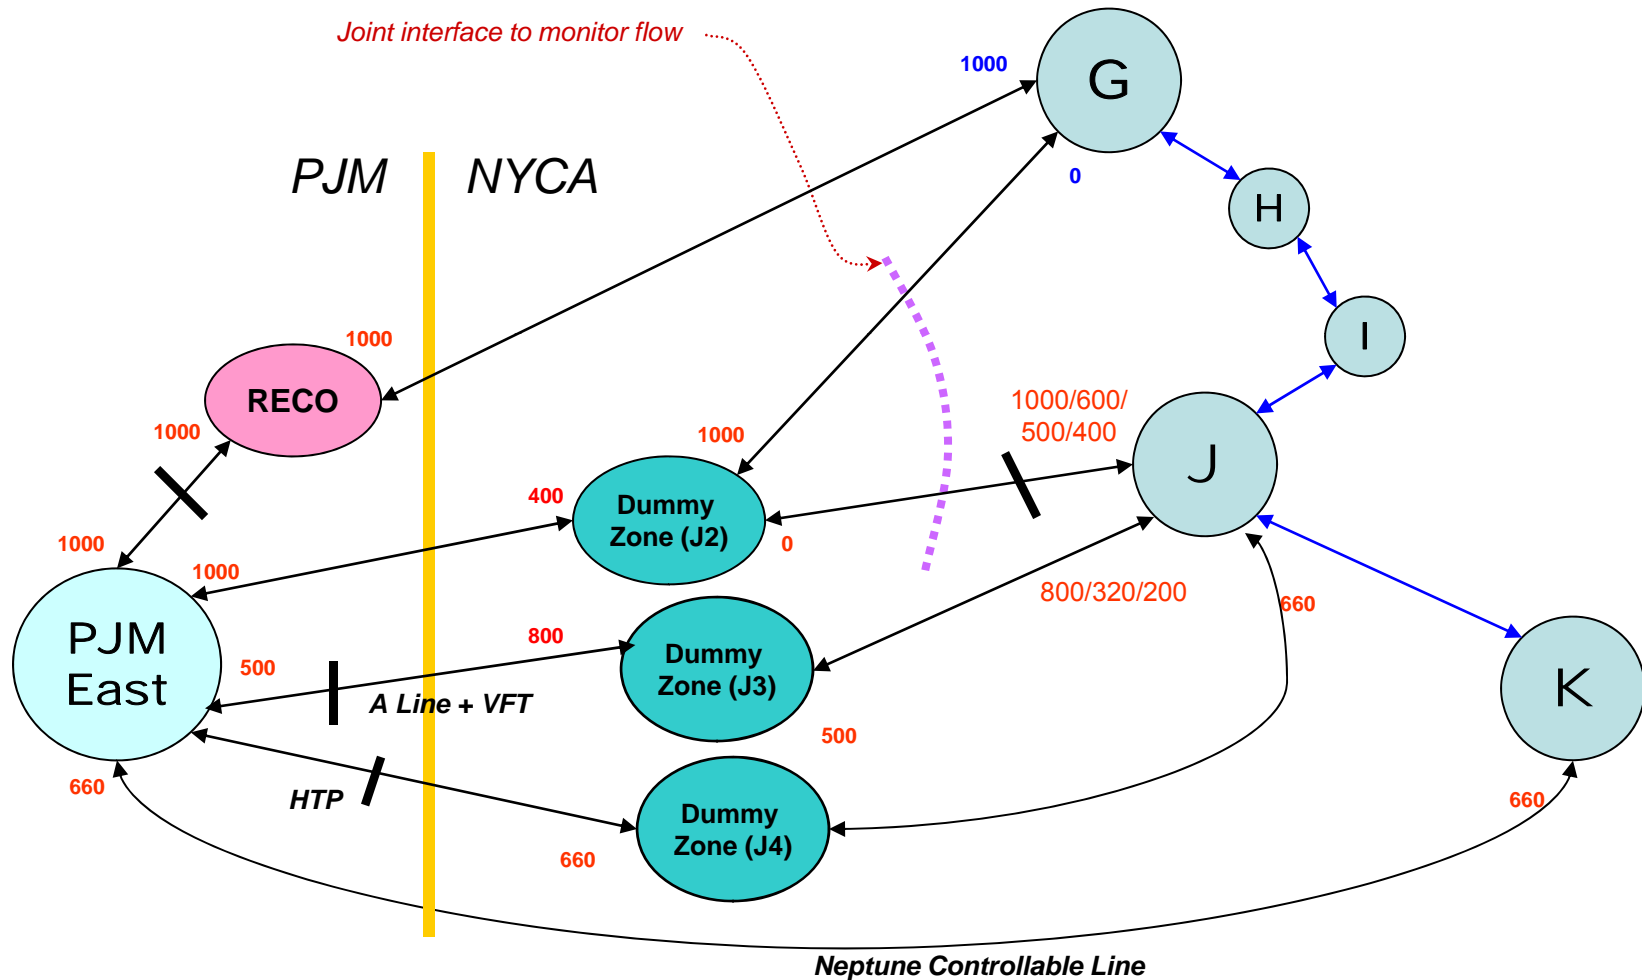 Joint interface to monitor flow
1000
G
PJM
NYCA
0
H
1000
I
RECO
1000/600/
500/400
1000
1000
J
400
Dummy
Zone (J2)
0
1000
1000
800/320/200
660
PJM
East
500
800
Dummy
Zone (J3)
A Line + VFT
500
K
660
HTP
Dummy
Zone (J4)
660
660
Neptune Controllable Line